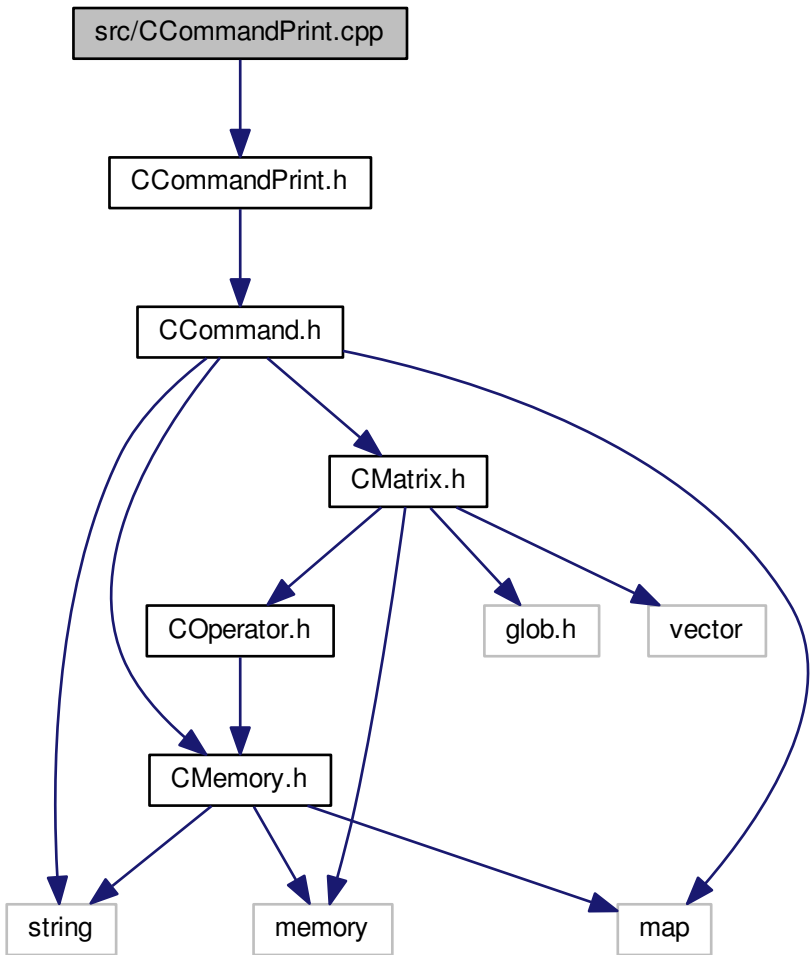 src/CCommandPrint.cpp
CCommandPrint.h
CCommand.h
CMatrix.h
COperator.h
glob.h
vector
CMemory.h
string
memory
map